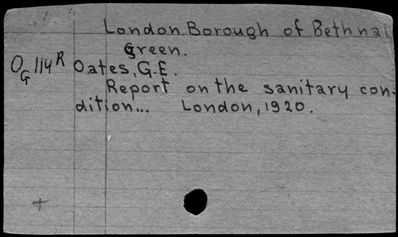 London Borough of Bethnal
Green.
OG 114R Oates, G.E.
Report on the sanitary con-
dition... London, 1920.
+